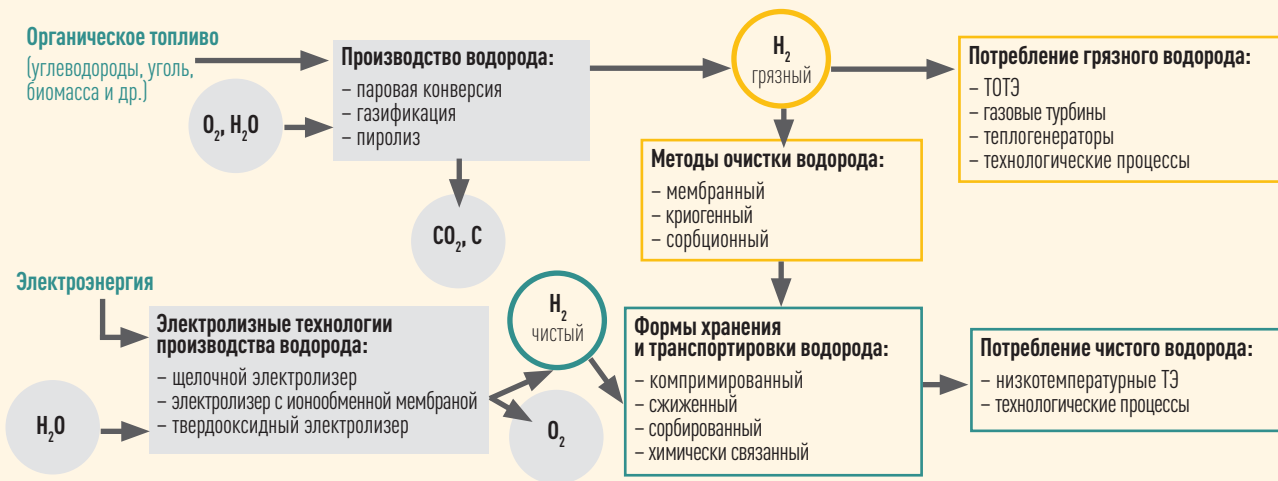 Органическое топливо
(углеводороды, уголь,
биомасса и др.)
O₂, H₂O
Производство водорода:
– паровая конверсия
– газификация
– пиролиз
CO₂, C
H₂
грязный
Потребление грязного водорода:
– ТОТЭ
– газовые турбины
– теплогенераторы
– технологические процессы
Методы очистки водорода:
– мембранный
– криогенный
– сорбционный
Электроэнергия
H₂O
Электролизные технологии
производства водорода:
– щелочной электролизер
– электролизер с ионообменной мембраной
– твердооксидный электролизер
H₂
чистый
O₂
Формы хранения
и транспортировки водорода:
– компримированный
– сжиженный
– сорбированный
– химически связанный
Потребление чистого водорода:
– низкотемпературные ТЭ
– технологические процессы